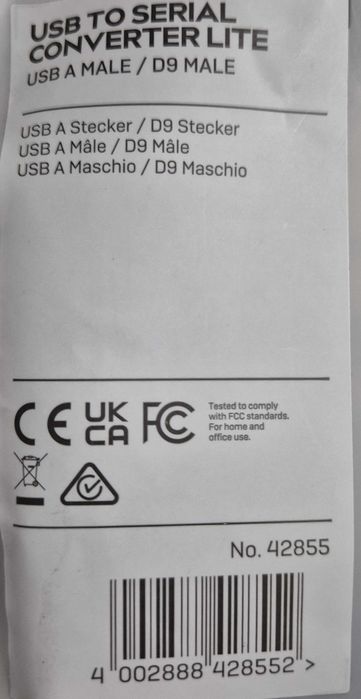 USB TO SERIAL
CONVERTER LITE
USB A MALE / D9 MALE
USB A Stecker / D9 Stecker
USB A Mâle / D9 Mâle
USB A Maschio / D9 Maschio
CE UK CA FC
Tested to comply
with FCC standards.
For home and
office use.
No. 42855
4 002888 428552 >